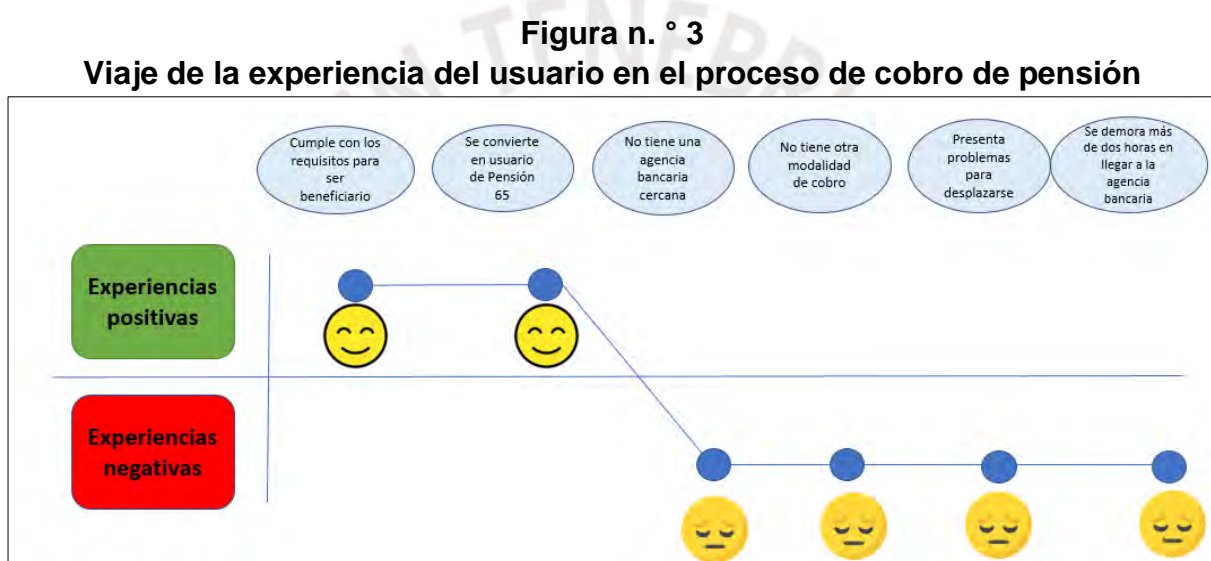 IN TENEBRI
Figura n. ° 3
Viaje de la experiencia del usuario en el proceso de cobro de pensión
Cumple con los
requisitos para
ser
beneficiario
Se convierte
en usuario
de Pensión
65
No tiene una
agencia
bancaria
cercana
No tiene otra
modalidad
de cobro
Presenta
problemas
para
desplazarse
Se demora más
de dos horas en
llegar a la
agencia
bancaria
Experiencias
positivas
Experiencias
negativas